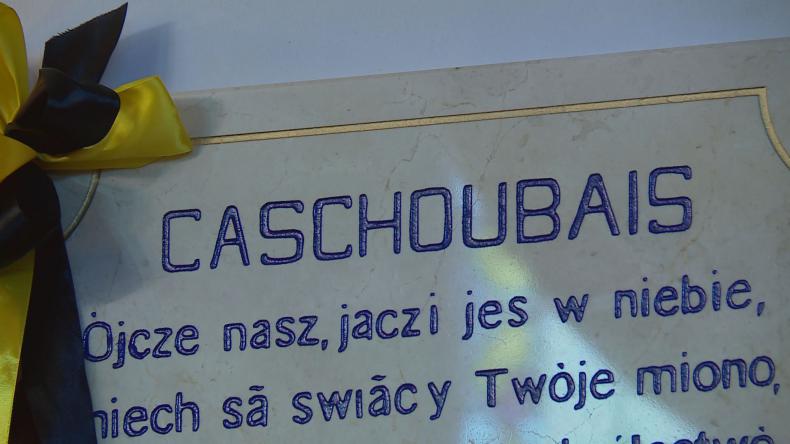 CASCHOUBAIS
Òjcze nasz, jaczi jes w niebie,
niech sã swiãcy Twòje miono,